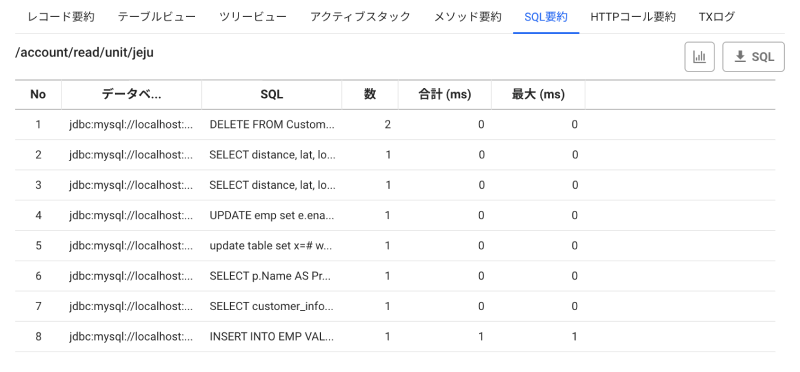 レコード要約 テーブルビュー ツリービュー アクティブスタック メソッド要約 SQL要約 HTTPコール要約 TXログ
/account/read/unit/jeju
SQL
No データベ... SQL 数 合計 (ms) 最大 (ms)
1 jdbc:mysql://localhost:... DELETE FROM Custom... 2 0 0
2 jdbc:mysql://localhost:... SELECT distance, lat, lo... 1 0 0
3 jdbc:mysql://localhost:... SELECT distance, lat, lo... 1 0 0
4 jdbc:mysql://localhost:... UPDATE emp set e.ena... 1 0 0
5 jdbc:mysql://localhost:... update table set x=# w... 1 0 0
6 jdbc:mysql://localhost:... SELECT p.Name AS Pr... 1 0 0
7 jdbc:mysql://localhost:... SELECT customer_info... 1 0 0
8 jdbc:mysql://localhost:... INSERT INTO EMP VAL... 1 1 1